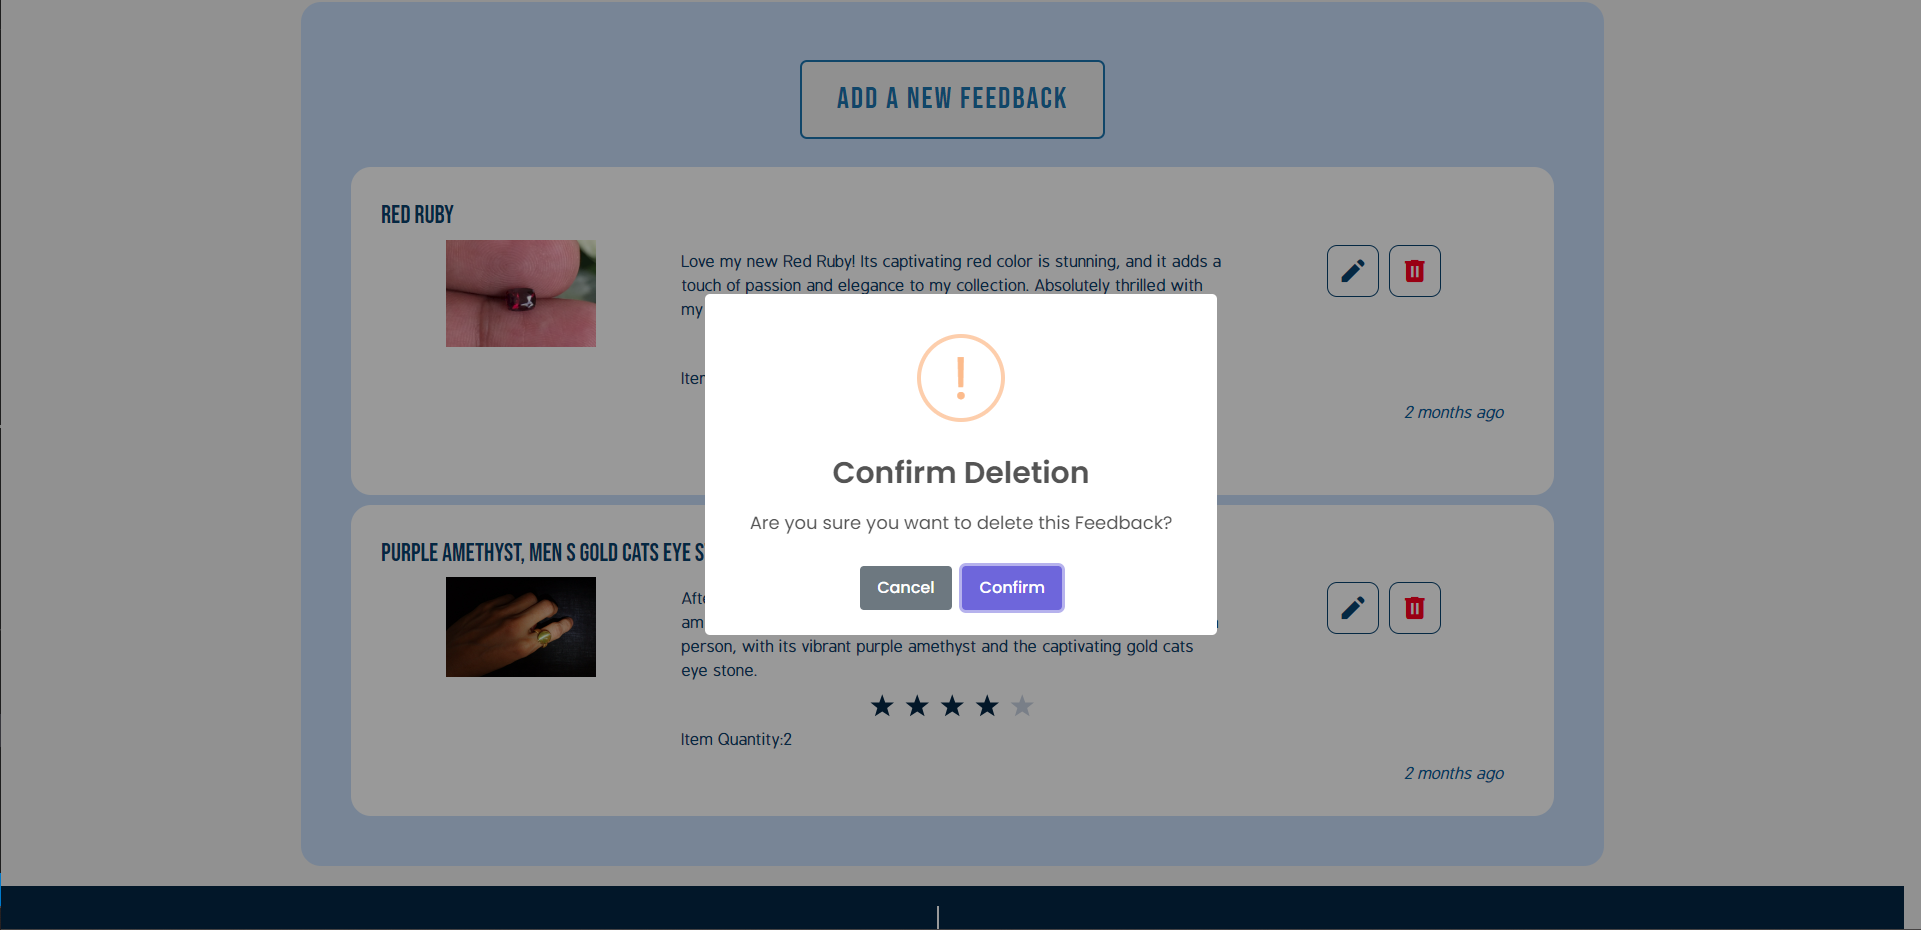 ADD A NEW FEEDBACK
RED RUBY
Love my new Red Ruby! Its captivating red color is stunning, and it adds a
touch of passion and elegance to my collection. Absolutely thrilled with
my
!
2 months ago
Confirm Deletion
Are you sure you want to delete this Feedback?
Cancel Confirm
PURPLE AMETHYST, MEN S GOLD CATS EYE
person, with its vibrant purple amethyst and the captivating gold cats
eye stone.
Item Quantity:2
2 months ago